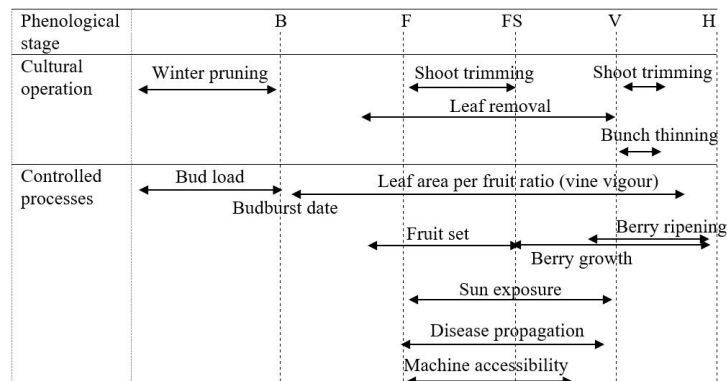 Phenological stage B F FS V H
Cultural operation
Winter pruning
Shoot trimming
Shoot trimming
Leaf removal
Bunch thinning
Controlled processes
Bud load
Leaf area per fruit ratio (vine vigour)
Budburst date
Berry ripening
Fruit set
Berry growth
Sun exposure
Disease propagation
Machine accessibility